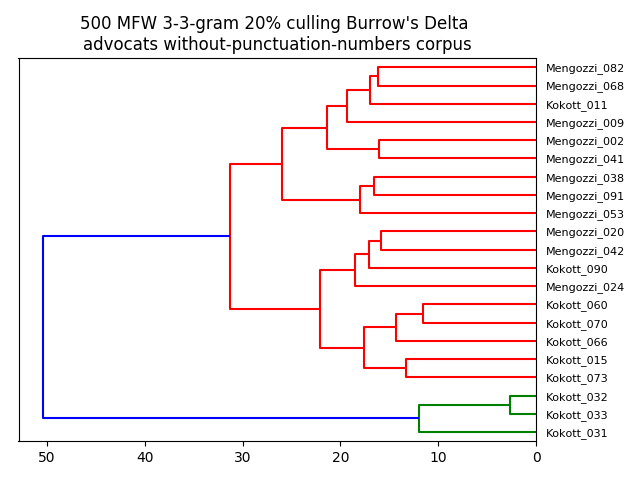 500 MFW 3-3-gram 20% culling Burrow's Delta
advocats without-punctuation-numbers corpus
Mengozzi_082
Mengozzi_068
Kokott_011
Mengozzi_009
Mengozzi_002
Mengozzi_041
Mengozzi_038
Mengozzi_091
Mengozzi_053
Mengozzi_020
Mengozzi_042
Kokott_090
Mengozzi_024
Kokott_060
Kokott_070
Kokott_066
Kokott_015
Kokott_073
Kokott_032
Kokott_033
Kokott_031
50 40 30 20 10 0